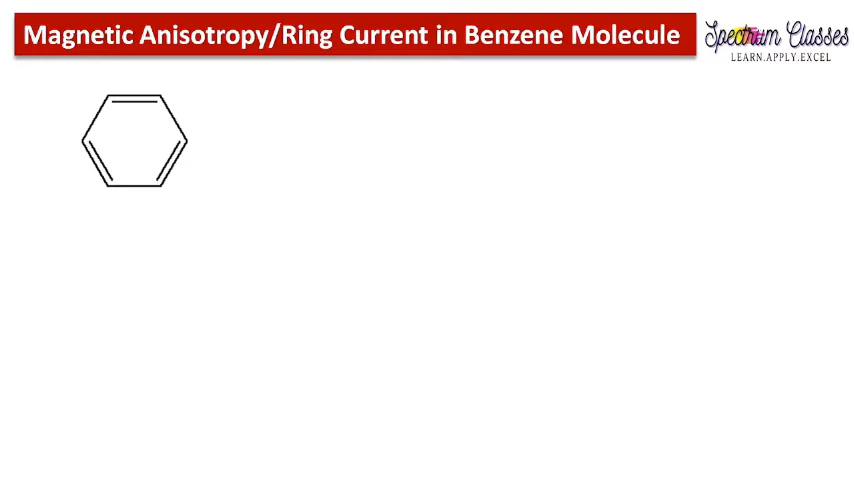 Magnetic Anisotropy/Ring Current in Benzene Molecule
Spectrum Classes
LEARN.APPLY.EXCEL